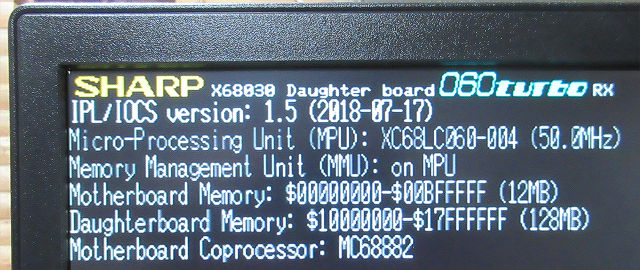 SHARP X68030 Daughter board 060turbo RX
IPL/IOCS version: 1.5 (2018-07-17)
Micro-Processing Unit (MPU): XC68LC060-004 (50.0MHz)
Memory Management Unit (MMU): on MPU
Motherboard Memory: $00000000-$00BFFFFF (12MB)
Daughterboard Memory: $10000000-$17FFFFFF (128MB)
Motherboard Coprocessor: MC68882